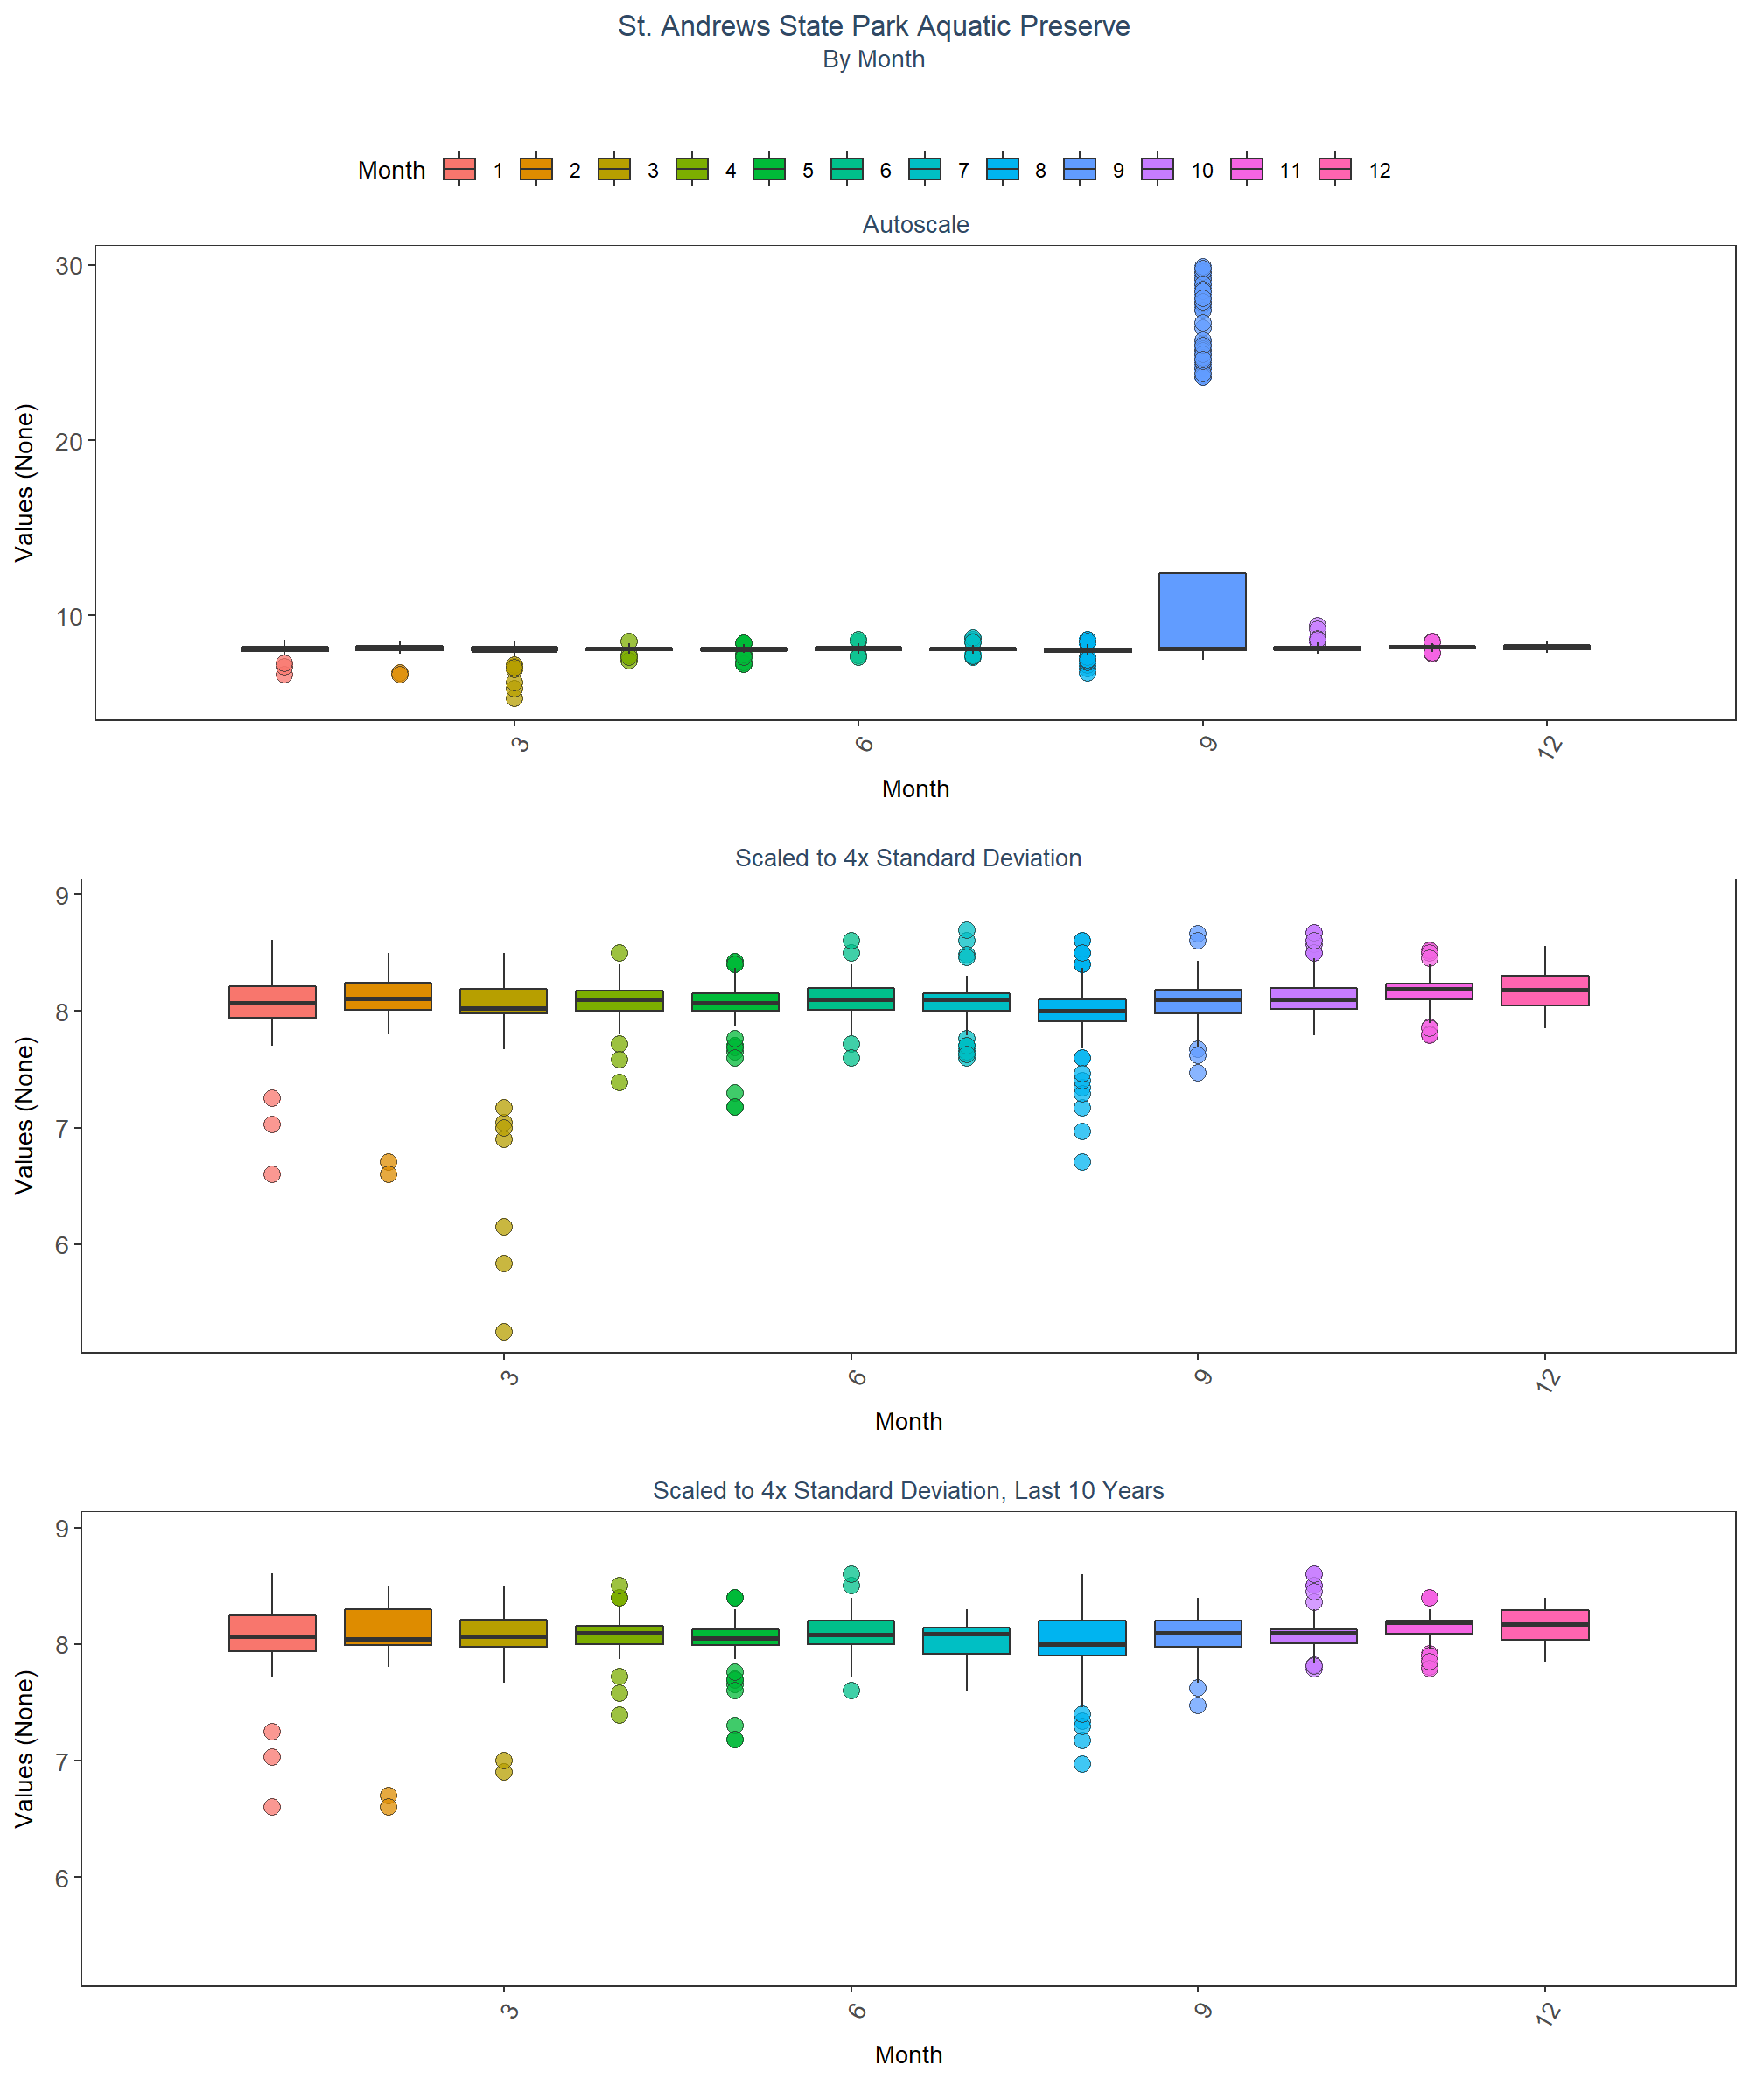 St. Andrews State Park Aquatic Preserve
By Month
Month 1 2 3 4 5 6 7 8 9 10 11 12
Autoscale
Values (None)
30
20
10
3 6 9 12
Month
Scaled to 4x Standard Deviation
Values (None)
9
8
7
6
3 6 9 12
Month
Scaled to 4x Standard Deviation, Last 10 Years
Values (None)
9
8
7
6
3 6 9 12
Month